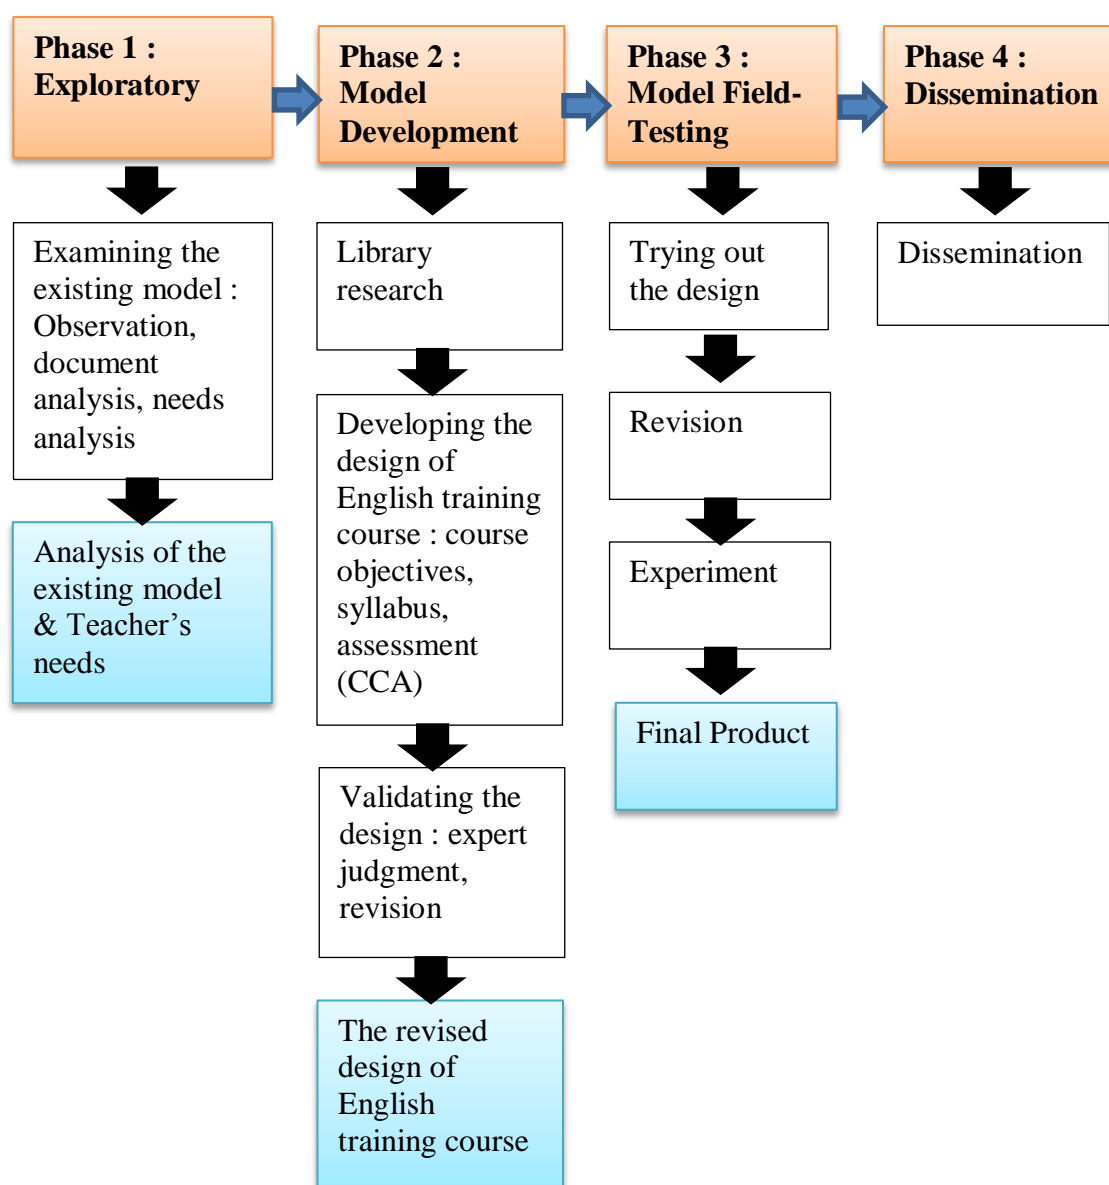 Phase 1 :
Exploratory
Examining the
existing model :
Observation,
document
analysis, needs
analysis
Analysis of the
existing model
& Teacher’s
needs
Phase 2 :
Model
Development
Library
research
Developing the
design of
English training
course : course
objectives,
syllabus,
assessment
(CCA)
Validating the
design : expert
judgment,
revision
The revised
design of
English
training course
Phase 3 :
Model Field-
Testing
Trying out
the design
Revision
Experiment
Final Product
Phase 4 :
Dissemination
Dissemination